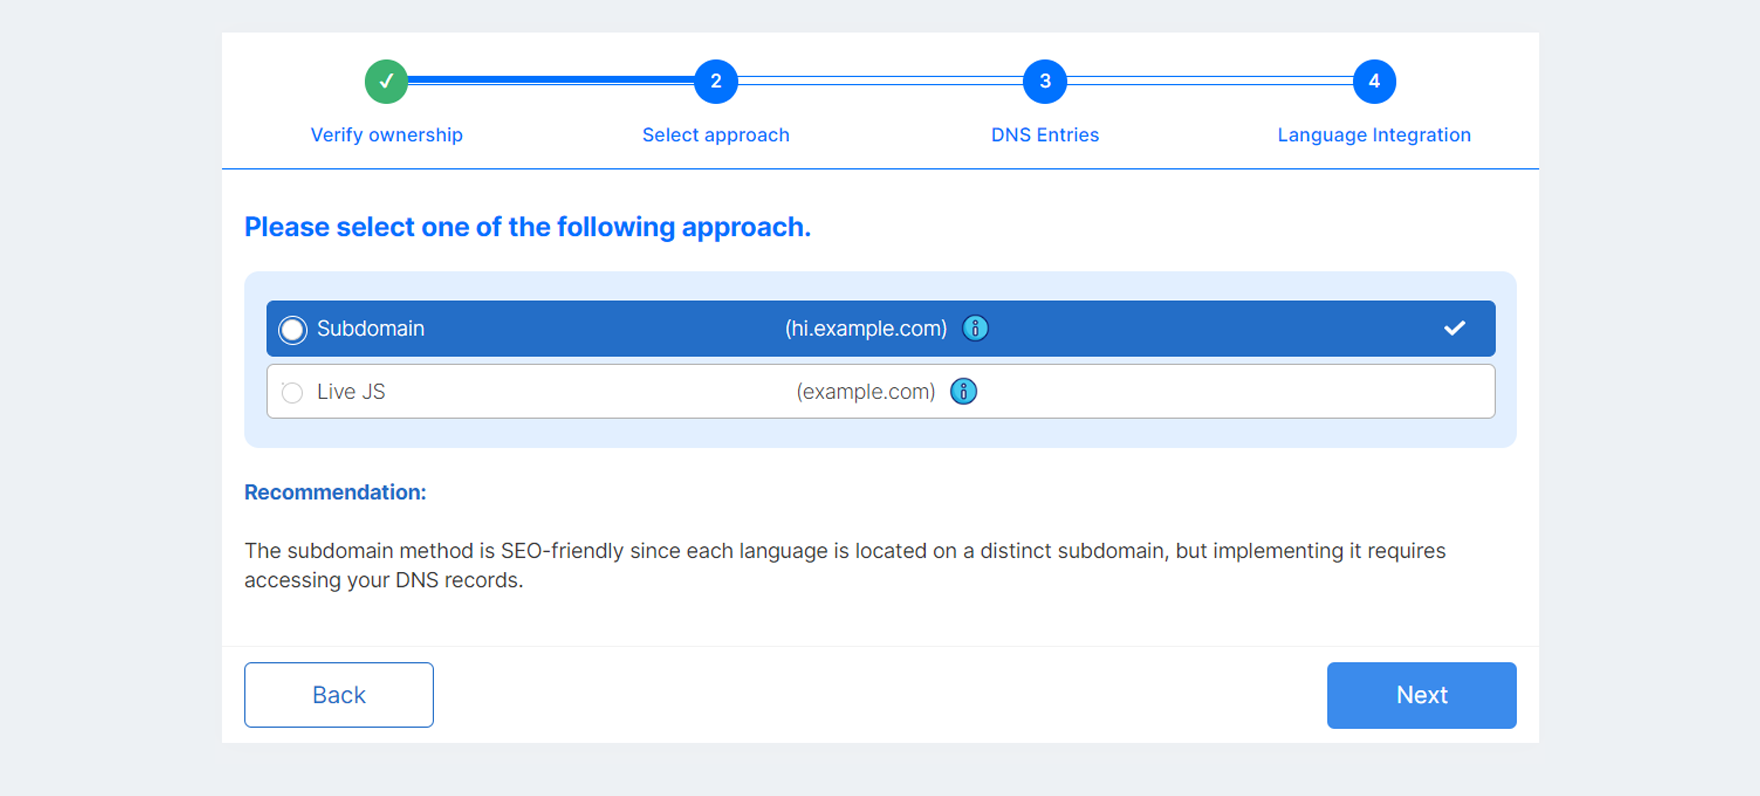 ✓ 2 3 4
Verify ownership Select approach DNS Entries Language Integration
Please select one of the following approach.
Subdomain (hi.example.com)
Live JS (example.com)
Recommendation:
The subdomain method is SEO-friendly since each language is located on a distinct subdomain, but implementing it requires
accessing your DNS records.
Back Next